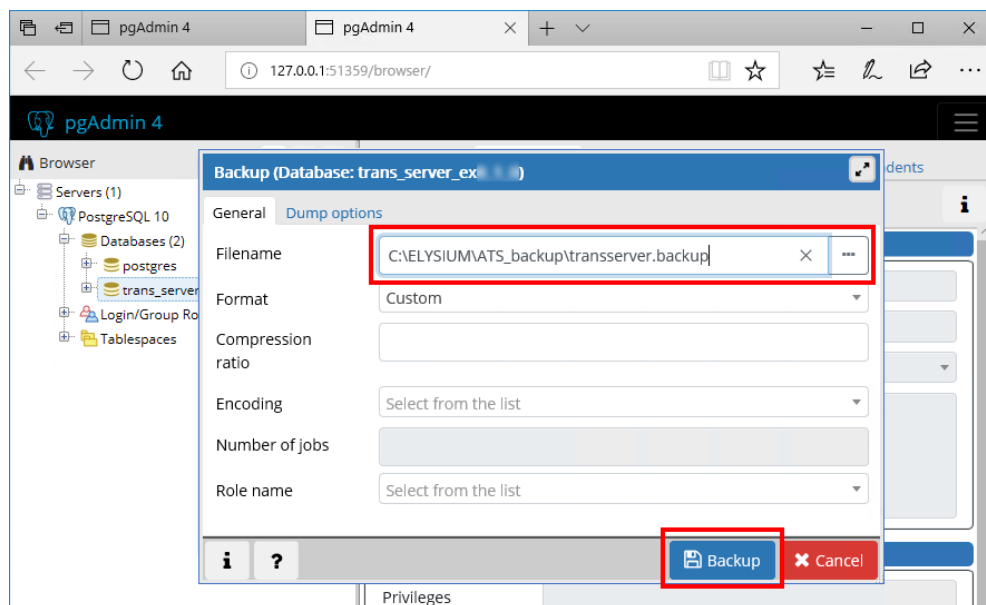 pgAdmin 4
pgAdmin 4
127.0.0.1:51359/browser/
pgAdmin 4
Browser
dents
Servers (1)
PostgreSQL 10
Databases (2)
postgres
trans_server
Login/Group Ro
Tablespaces
Backup (Database: trans_server_ex )
General
Dump options
Filename
C:\ELYSIUM\ATS_backup\transserver.backup
Format
Custom
Compression
ratio
Encoding
Select from the list
Number of jobs
Role name
Select from the list
i
?
Backup
Cancel
i
Privileges